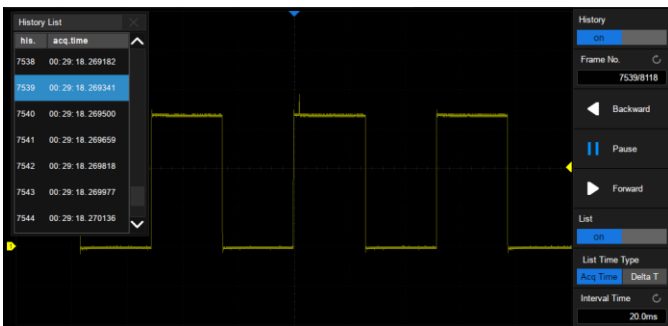 History List
his. acq.time
7538 00: 29: 18. 269182
7539 00: 29: 18. 269341
7540 00: 29: 18. 269500
7541 00: 29: 18. 269659
7542 00: 29: 18. 269818
7543 00: 29: 18. 269977
7544 00: 29: 18. 270136
1
History
on
Frame No.
7539/8118
Backward
Pause
Forward
List
on
List Time Type
Acq Time Delta T
Interval Time
20.0ms